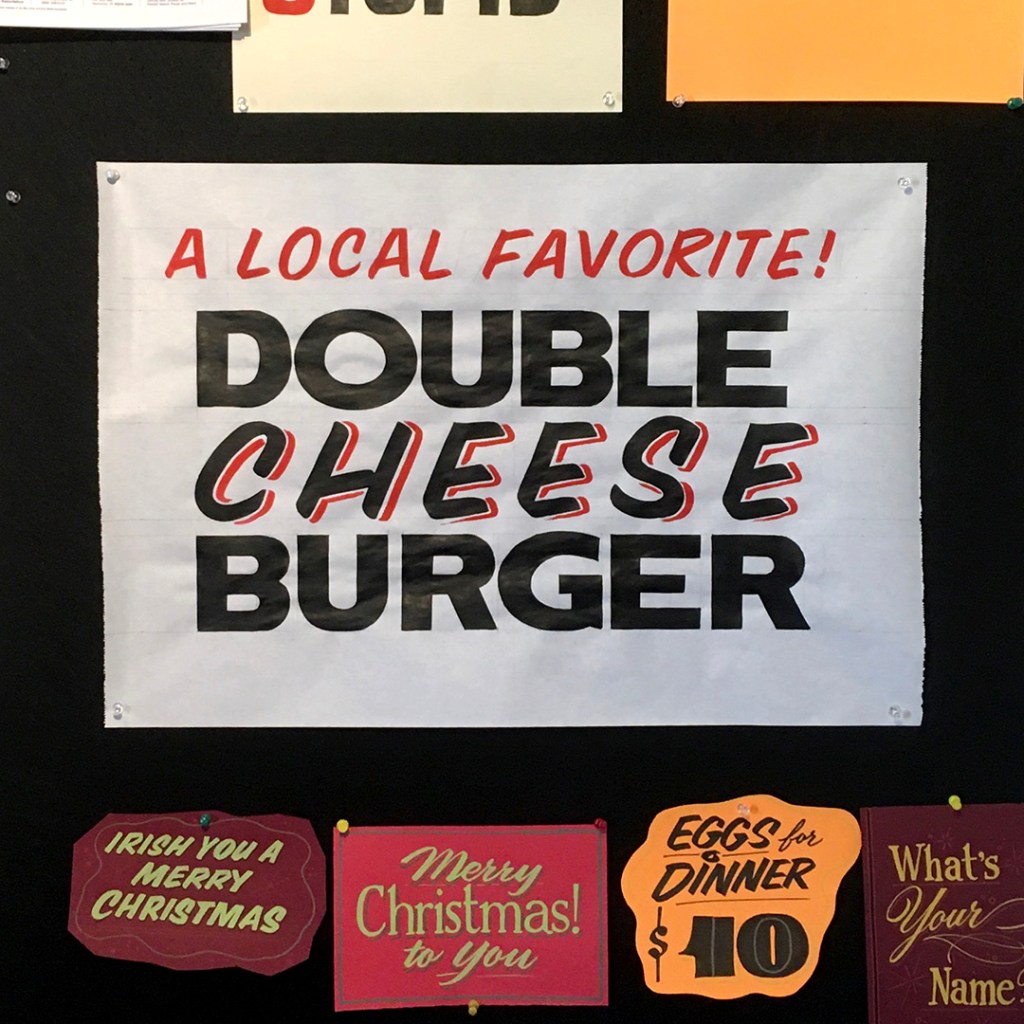 STUPID
A LOCAL FAVORITE!
DOUBLE
CHEESE
BURGER
IRISH YOU A
MERRY
CHRISTMAS
Merry
Christmas!
to You
EGGS for
DINNER
$10
What's
Your
Name?